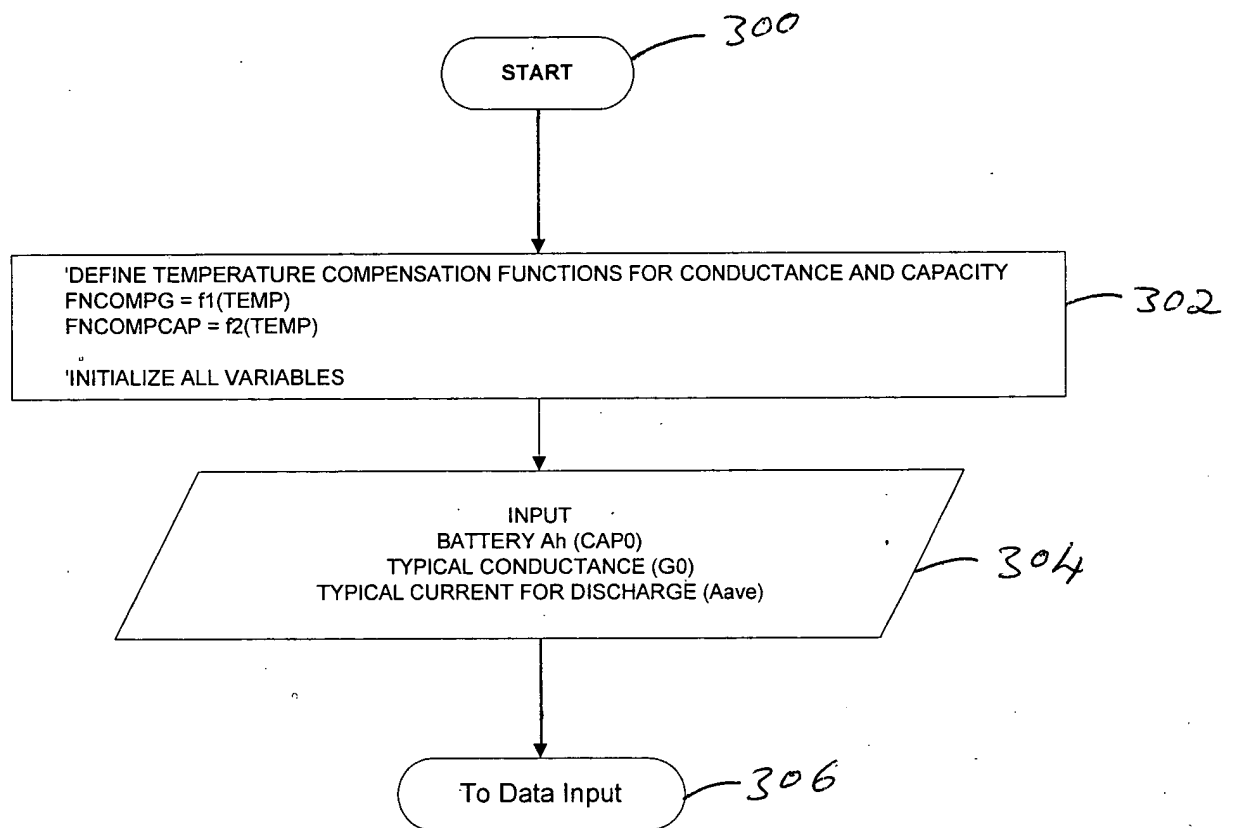 START
300
'DEFINE TEMPERATURE COMPENSATION FUNCTIONS FOR CONDUCTANCE AND CAPACITY
FNCOMPG = f1(TEMP)
FNCOMPCAP = f2(TEMP)
'INITIALIZE ALL VARIABLES
302
INPUT
BATTERY Ah (CAP0)
TYPICAL CONDUCTANCE (G0)
TYPICAL CURRENT FOR DISCHARGE (Aave)
304
To Data Input
306